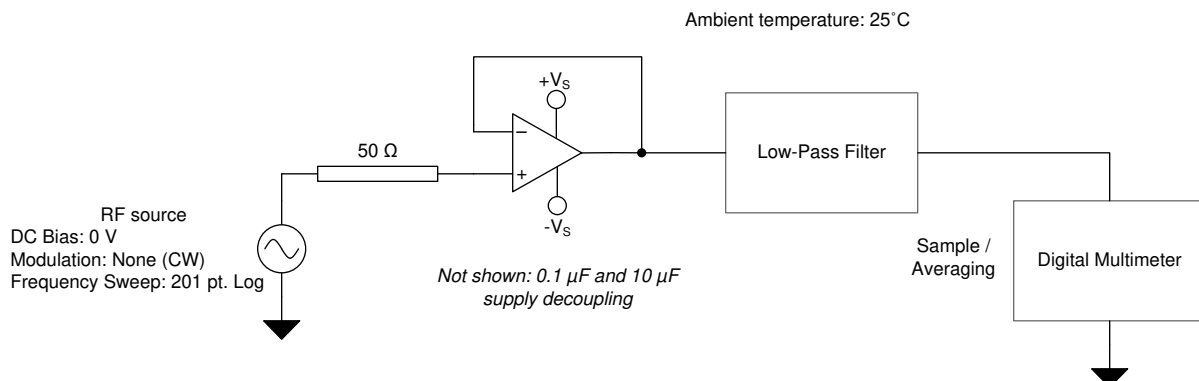 Ambient temperature: 25˚C
+VS
−
50 Ω
Low-Pass Filter
+
-VS
RF source
DC Bias: 0 V
Modulation: None (CW)
Frequency Sweep: 201 pt. Log
Not shown: 0.1 µF and 10 µF
supply decoupling
Sample /
Averaging
Digital Multimeter